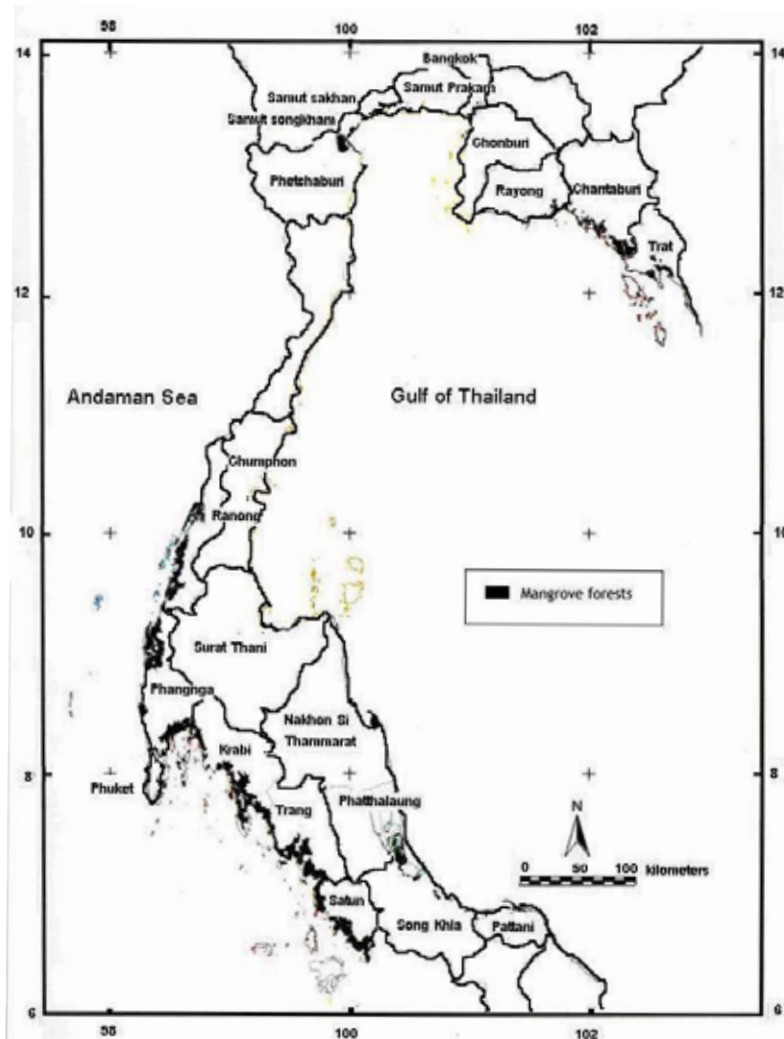 98 100 102
14 14
Bangkok
Samut Prakarn
Samut sakhan
Samut songkham
Chonburi
Phetchaburi
Rayong
Chantaburi
Trat
12 12
Andaman Sea
Gulf of Thailand
Chumphon
Ranong
10 10
Mangrove forests
Surat Thani
Phangnga
Nakhon Si
Thammarat
Krabi
8 8
Phuket
Phatthalaung
Trang
N
0 50 100
kilometers
Satun
Song Khla
Pattani
6 6
98 100 102